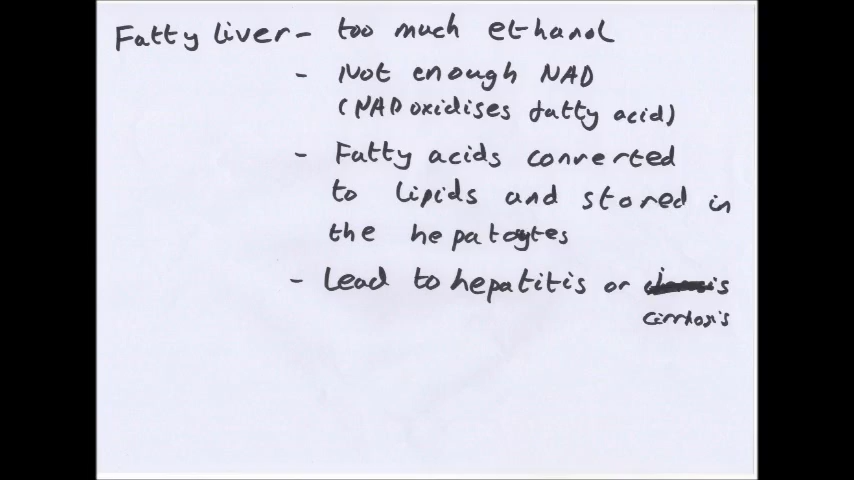 Fatty liver - too much ethanol
- Not enough NAD
(NAD oxidises fatty acid)
- Fatty acids converted
to lipids and stored in
the hepatocytes
- Lead to hepatitis or
cirrhosis